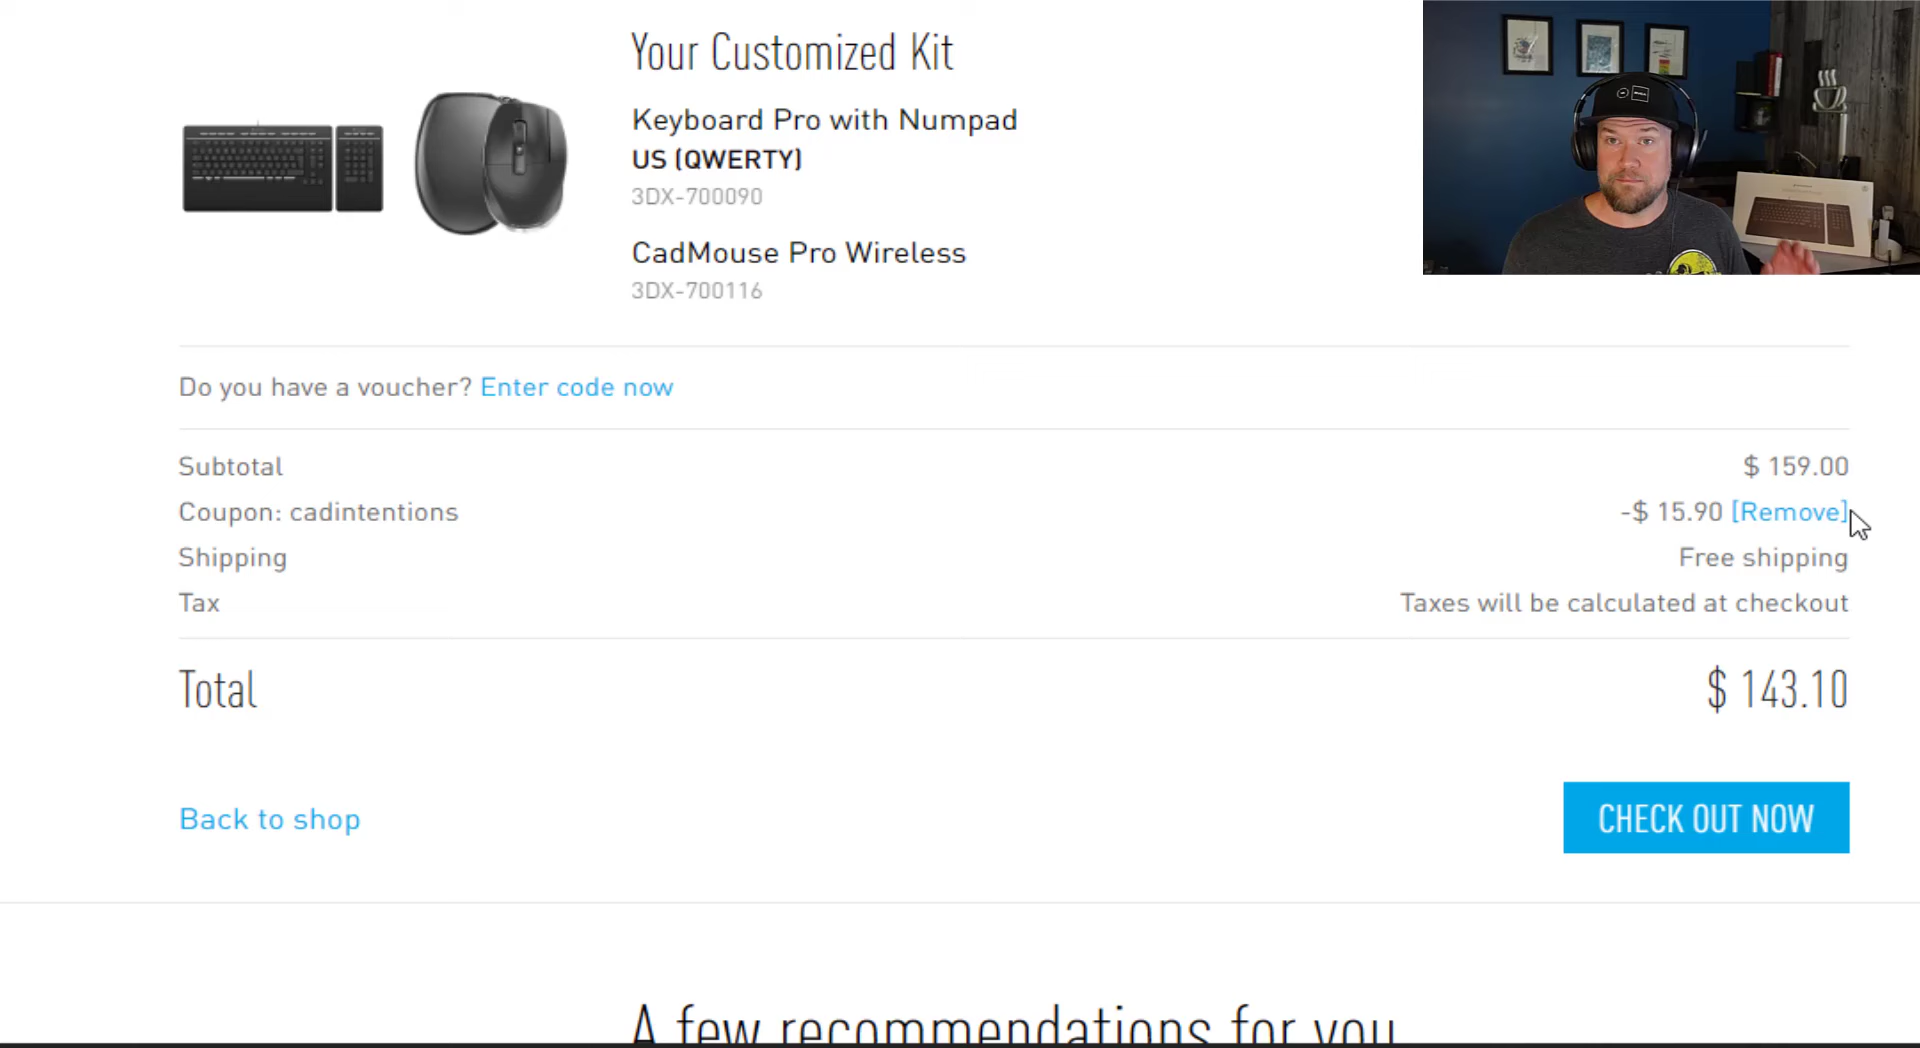 Your Customized Kit
Keyboard Pro with Numpad
US (QWERTY)
3DX-700090
CadMouse Pro Wireless
3DX-700116
Do you have a voucher? Enter code now
Subtotal $ 159.00
Coupon: cadintentions -$ 15.90 [Remove]
Shipping Free shipping
Tax Taxes will be calculated at checkout
Total $ 143.10
Back to shop CHECK OUT NOW
A few recommendations for you